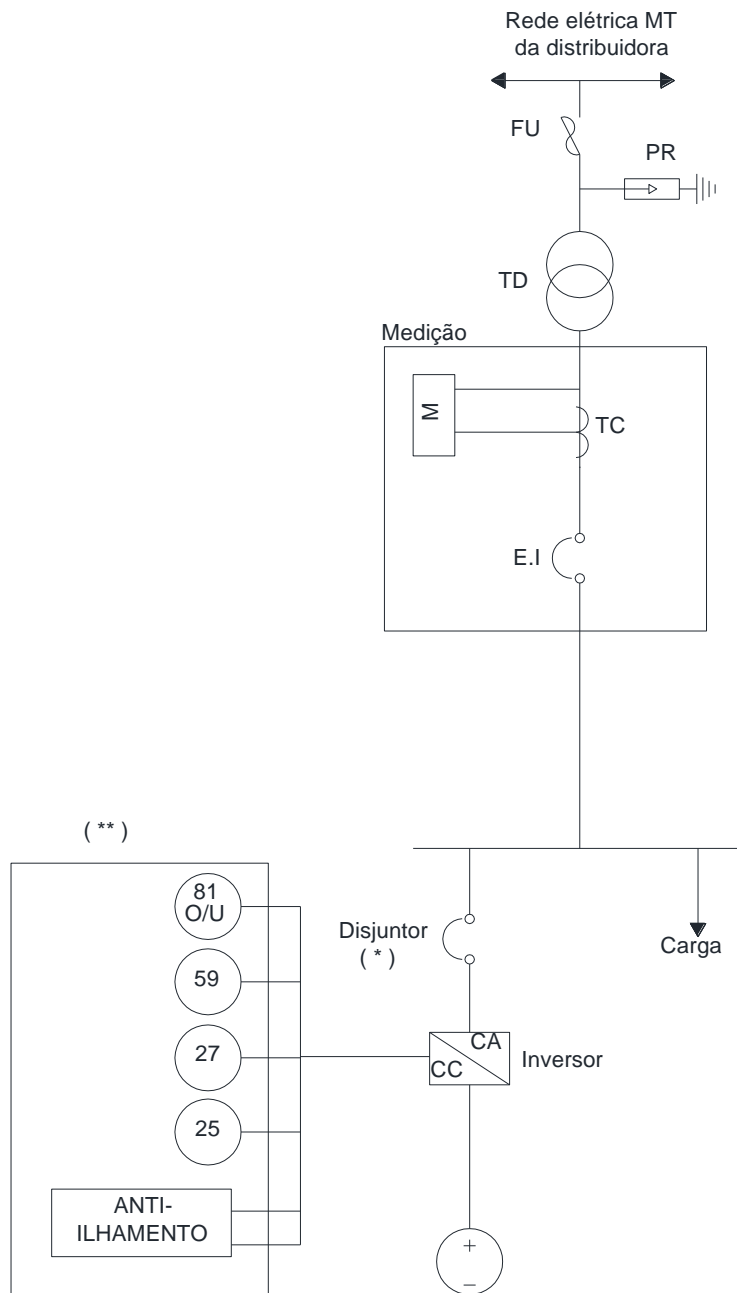 Rede elétrica MT
da distribuidora
FU
PR
TD
Medição
M
TC
E.I
( ** )
81
O/U
59
27
25
ANTI-
ILHAMENTO
Disjuntor
( * )
Carga
CA
CC
Inversor
+
–